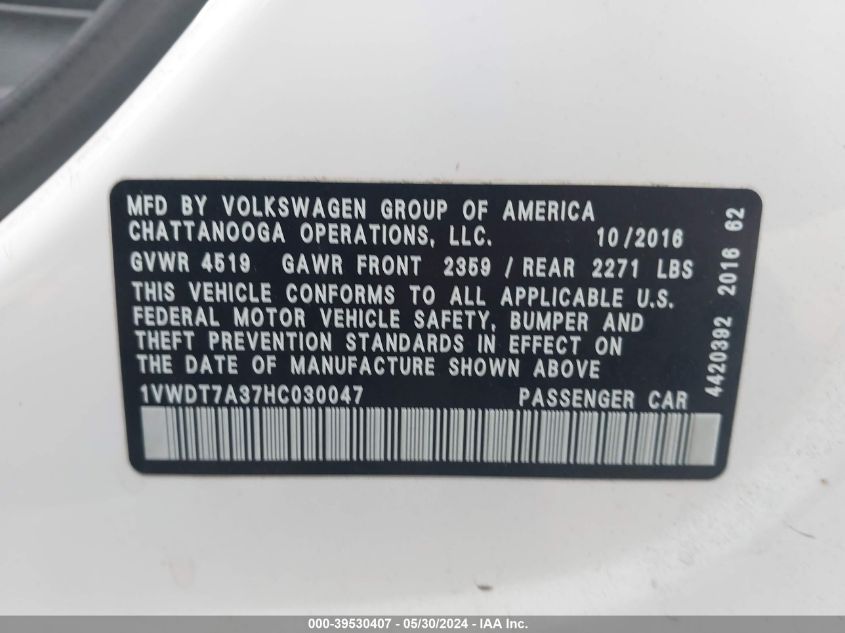 MFD BY VOLKSWAGEN GROUP OF AMERICA
CHATTANOOGA OPERATIONS, LLC. 10/2016
GVWR 4519 GAWR FRONT 2359 / REAR 2271 LBS
THIS VEHICLE CONFORMS TO ALL APPLICABLE U.S.
FEDERAL MOTOR VEHICLE SAFETY, BUMPER AND
THEFT PREVENTION STANDARDS IN EFFECT ON
THE DATE OF MANUFACTURE SHOWN ABOVE
1VWDT7A37HC030047 PASSENGER CAR
4420392 2016 62
000-39530407 - 05/30/2024 - IAA Inc.